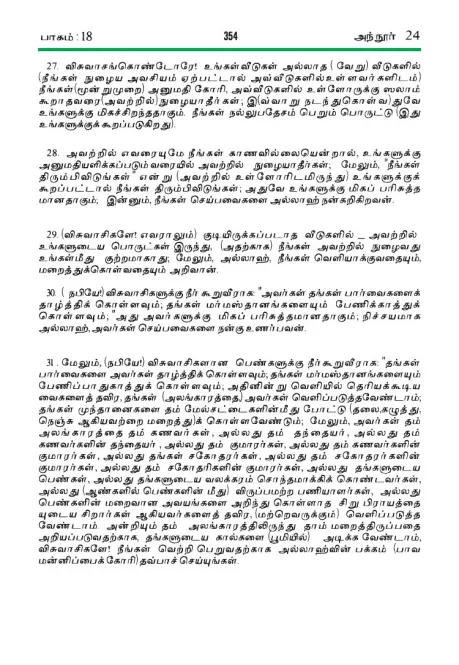 பாகம்: 18 354 அந்நூர் 24
27. விசுவாசங்கொண்டோரே! உங்கள்வீடுகள் அல்லாத ( வேறு) வீடுகளில்
(நீங்கள் நுழைய அவசியம் ஏற்பட்டால் அவ்வீடுகளில்உள்ளவர்களிடம்)
நீங்கள்(மூன்றுமுறை) அனுமதி கோரி, அவ்வீடுகளில் உள்ளோருக்கு ஸலாம்
கூறாதவரை(அவற்றில்)நுழையாதீர்கள்; இ(வ்வாறு நடந்துகொள்வ)துவே
உங்களுக்கு மிகச்சிறந்ததாகும். நீங்கள் நல்லுபதேசம் பெறும் பொருட்டு (இது
உங்களுக்குக்கூறப்படுகிறது).
28. அவற்றில் எவரையுமே நீங்கள் காணவில்லையென்றால், உங்களுக்கு
அனுமதியளிக்கப்படும்வரையில் அவற்றில் நுழையாதீர்கள்; மேலும், "நீங்கள்
திரும்பிவிடுங்கள்" என்று (அவற்றில் உள்ளோரிடமிருந்து) உங்களுக்குக்
கூறப்பட்டால் நீங்கள் திரும்பிவிடுங்கள்; அதுவே உங்களுக்கு மிகப் பரிசுத்த
மானதாகும்; இன்னும், நீங்கள் செய்பவைகளை அல்லாஹ் நன்கறிகிறவன்.
29. (விசுவாசிகளே! எவராலும்) குடியிருக்கப்படாத வீடுகளில் _ அவற்றில்
உங்களுடைய பொருட்கள் இருந்து, (அதற்காக) நீங்கள் அவற்றில் நுழைவது
உங்கள்மீது குற்றமாகாது; மேலும், அல்லாஹ், நீங்கள் வெளியாக்குவதையும்,
மறைத்துக்கொள்வதையும் அறிவான்.
30. ( நபியே!)விசுவாசிகளுக்கு நீர் கூறுவீராக: "அவர்கள் தங்கள் பார்வைகளைக்
தாழ்த்திக் கொள்ளவும்; தங்கள் மர்மஸ்தானங்களையும் பேணிக்காத்துக்
கொள்ளவும்; "அது அவர்களுக்கு மிகப் பரிசுத்தமானதாகும்; நிச்சயமாக
அல்லாஹ், அவர்கள் செய்பவைகளை நன்கு உணர்பவன்.
31. மேலும், (நபியே!) விசுவாசிகளான பெண்களுக்கு நீர்கூறுவீராக: "தங்கள்
பார்வைகளை அவர்கள் தாழ்த்திக் கொள்ளவும்; தங்கள் மர்மஸ்தானங்களையும்
பேணிப்பாதுகாத்துக் கொள்ளவும்; அதினின்று வெளியில் தெரியக்கூடிய
வைகளைத் தவிர, தங்கள் (அலங்காரத்தை) அவர்கள் வெளிப்படுத்தவேண்டாம்;
தங்கள் முந்தானைகளை தம் மேல்சட்டைகளின்மீது போட்டு (தலை,கழுத்து,
நெஞ்சு ஆகியவற்றை மறைத்து)க் கொள்ளவேண்டும்; மேலும், அவர்கள் தம்
அலங்காரத்தை தம் கணவர்கள், அல்லது தம் தந்தையர், அல்லது தம்
கணவர்களின் தந்தையர் , அல்லது தம் குமாரர்கள், அல்லது தம் கணவர்களின்
குமாரர்கள், அல்லது தங்கள் சகோதரர்கள், அல்லது தம் சகோதரர்களின்
குமாரர்கள், அல்லது தம் சகோதரிகளின் குமாரர்கள், அல்லது தங்களுடைய
பெண்கள், அல்லது தங்களுடைய வலக்கரம் சொந்தமாக்கிக் கொண்டவர்கள்,
அல்லது (ஆண்களில் பெண்களின் மீது) விருப்பமற்ற பணியாளர்கள், அல்லது
பெண்களின் மறைவான அவயங்களை அறிந்து கொள்ளாத சிறு பிராயத்தை
யுடைய சிறார்கள் ஆகியவர்களைத் தவிர, (மற்றெவருக்கும்) வெளிப்படுத்த
வேண்டாம். அன்றியும் தம் அலங்காரத்திலிருந்து தாம் மறைத்திருப்பதை
அறியப்படுவதற்காக, தங்களுடைய கால்களை (பூமியில்) அடிக்க வேண்டாம்,
விசுவாசிகளே! நீங்கள் வெற்றி பெறுவதற்காக அல்லாஹ்வின் பக்கம் (பாவ
மன்னிப்பைக்கோரி)தவ்பாச் செய்யுங்கள்.